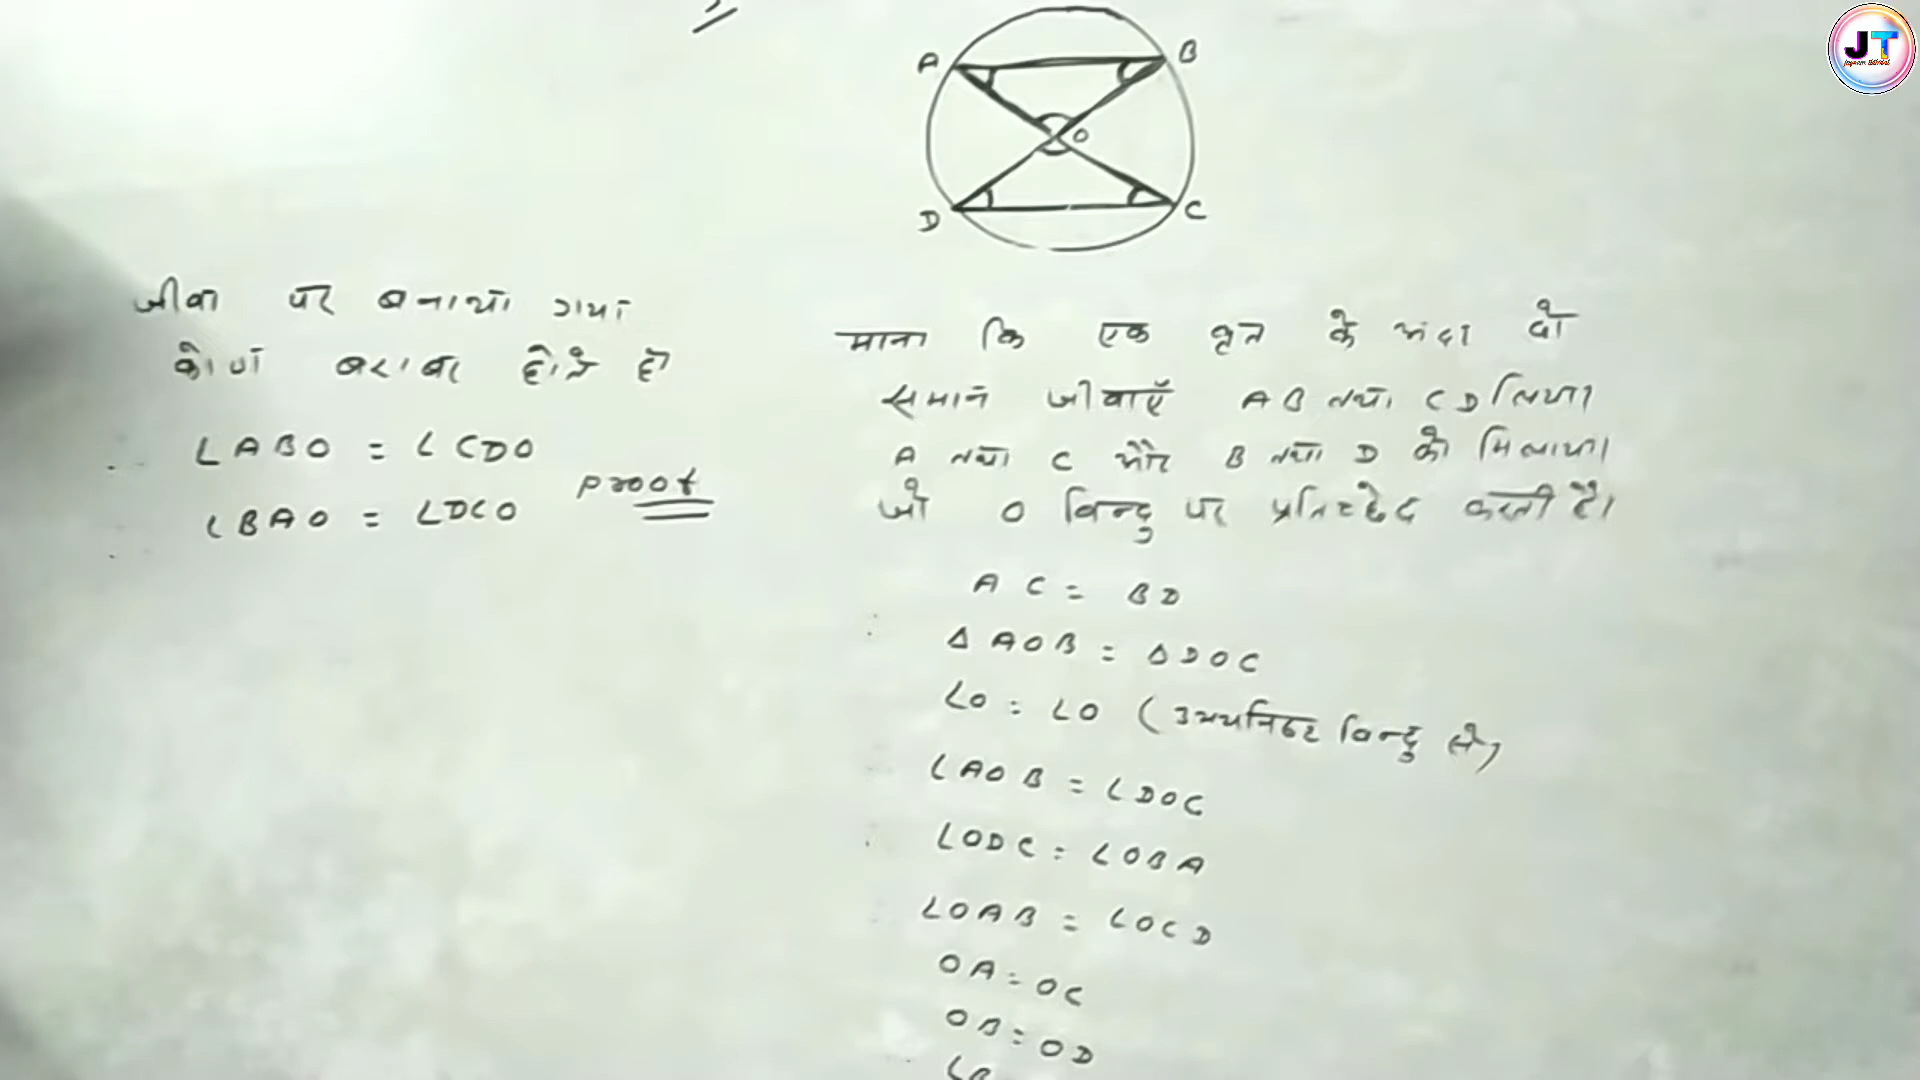 A B
O
D C
जीवा पर बनाया गया
कोण बराबर होते है
∠ABO = ∠CDO
∠BAO = ∠DCO proof
माना कि एक वृत के अंदर दो
समान जीवाएँ AB तथा CD लिया।
A तथा C और B तथा D को मिलाया।
जो O बिन्दु पर प्रतिच्छेद करती है।
AC = BD
Δ AOB = Δ DOC
∠O = ∠O (उभयनिष्ट बिन्दु से)
∠AOB = ∠DOC
∠ODC = ∠OBA
∠OAB = ∠OCD
OA = OC
OB = OD
JT